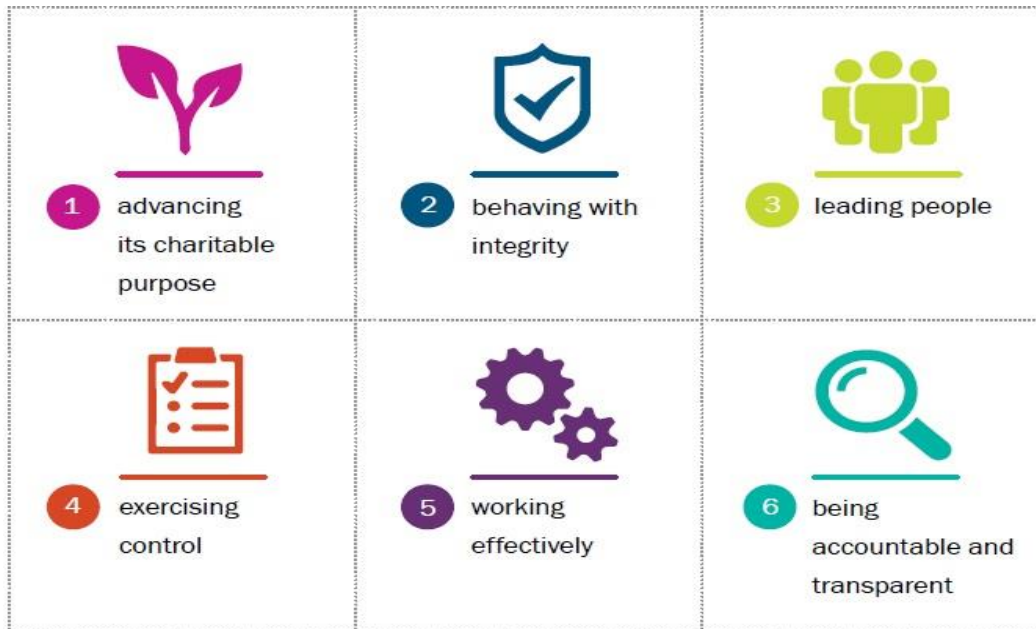 1 advancing
its charitable
purpose
2 behaving with
integrity
3 leading people
4 exercising
control
5 working
effectively
6 being
accountable and
transparent